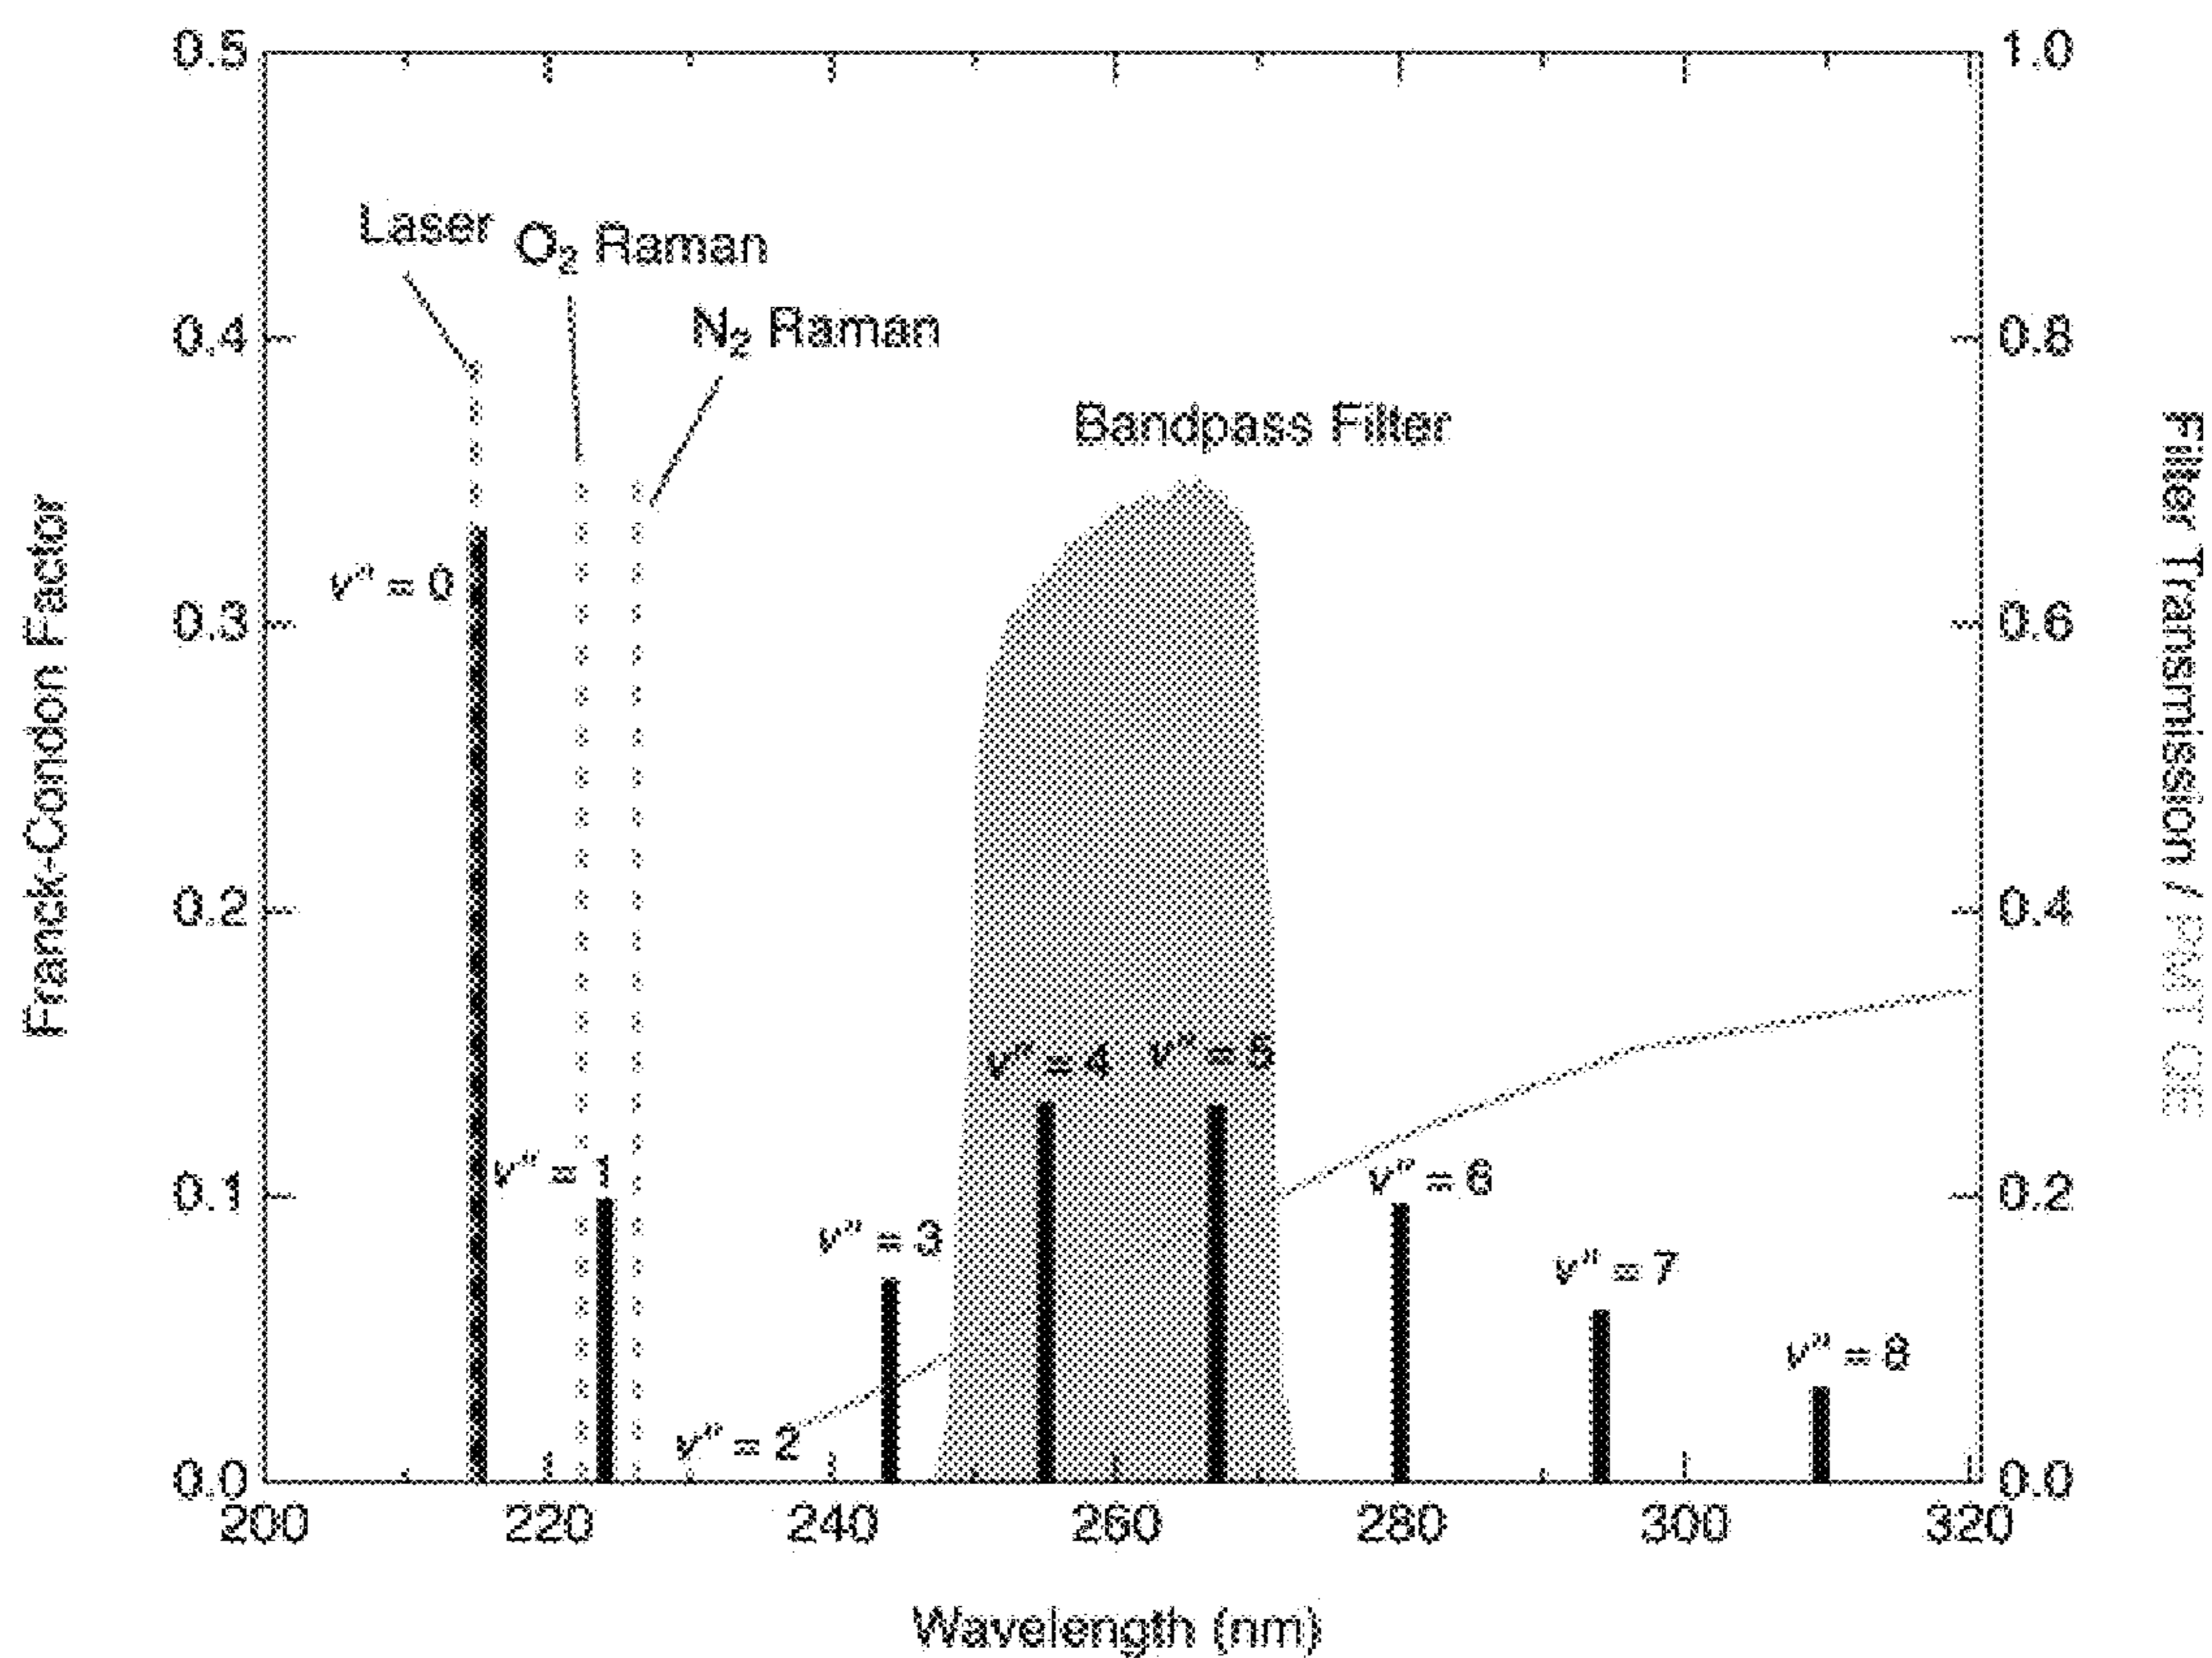 0.5
0.4
0.3
0.2
0.1
0.0
Franck-Condon Factor
1.0
0.8
0.6
0.4
0.2
0.0
Filter Transmission / PMT QE
Laser
O₂ Raman
N₂ Raman
Bandpass Filter
v" = 0
v" = 1
v" = 2
v" = 3
v" = 4
v" = 5
v" = 6
v" = 7
v" = 8
200
220
240
260
280
300
320
Wavelength (nm)